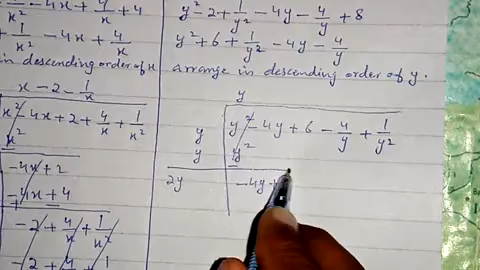 x² - 4x + 4/x + 4
+ 1/x² - 4x + 4/x
in descending order of x
x - 2 - 1/x
x² - 4x + 2 + 4/x + 1/x²
x²
-4x + 2
+4x + 4
-2 + 4/x + 1/x²
-2 + 4/x + 1
y² - 2 + 1/y² - 4y - 4/y + 8
y² + 6 + 1/y² - 4y - 4/y
arrange in descending order of y.
y
y y² - 4y + 6 - 4/y + 1/y²
y y²
2y -4y +